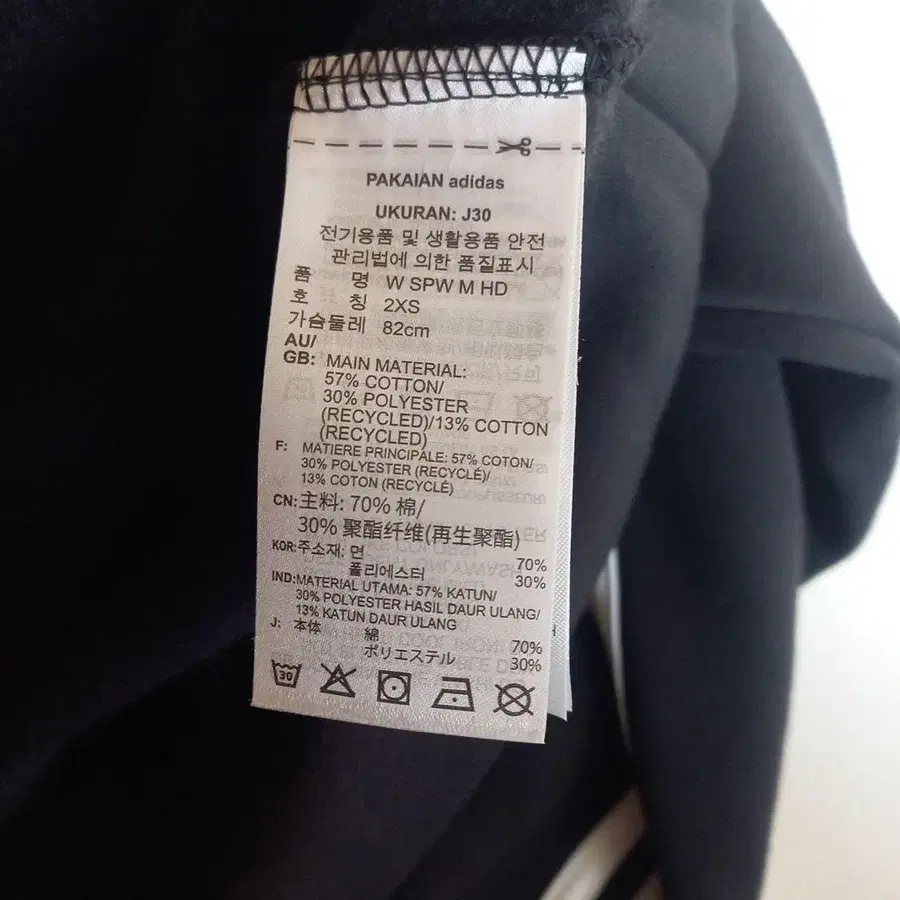 PAKAIAN adidas
UKURAN: J30
전기용품 및 생활용품 안전
관리법에 의한 품질표시
품 명 W SPW M HD
호 칭 2XS
가슴둘레 82cm
AU/
GB: MAIN MATERIAL:
57% COTTON/
30% POLYESTER
(RECYCLED)/13% COTTON
(RECYCLED)
F: MATIERE PRINCIPALE: 57% COTON/
30% POLYESTER (RECYCLÉ)/
13% COTON (RECYCLÉ)
CN: 主料: 70% 棉/
30% 聚酯纤维(再生聚酯)
KOR: 주소재: 면 70%
폴리에스터 30%
IND: MATERIAL UTAMA: 57% KATUN/
30% POLYESTER HASIL DAUR ULANG/
13% KATUN DAUR ULANG
J: 本体 綿 70%
ポリエステル 30%
30